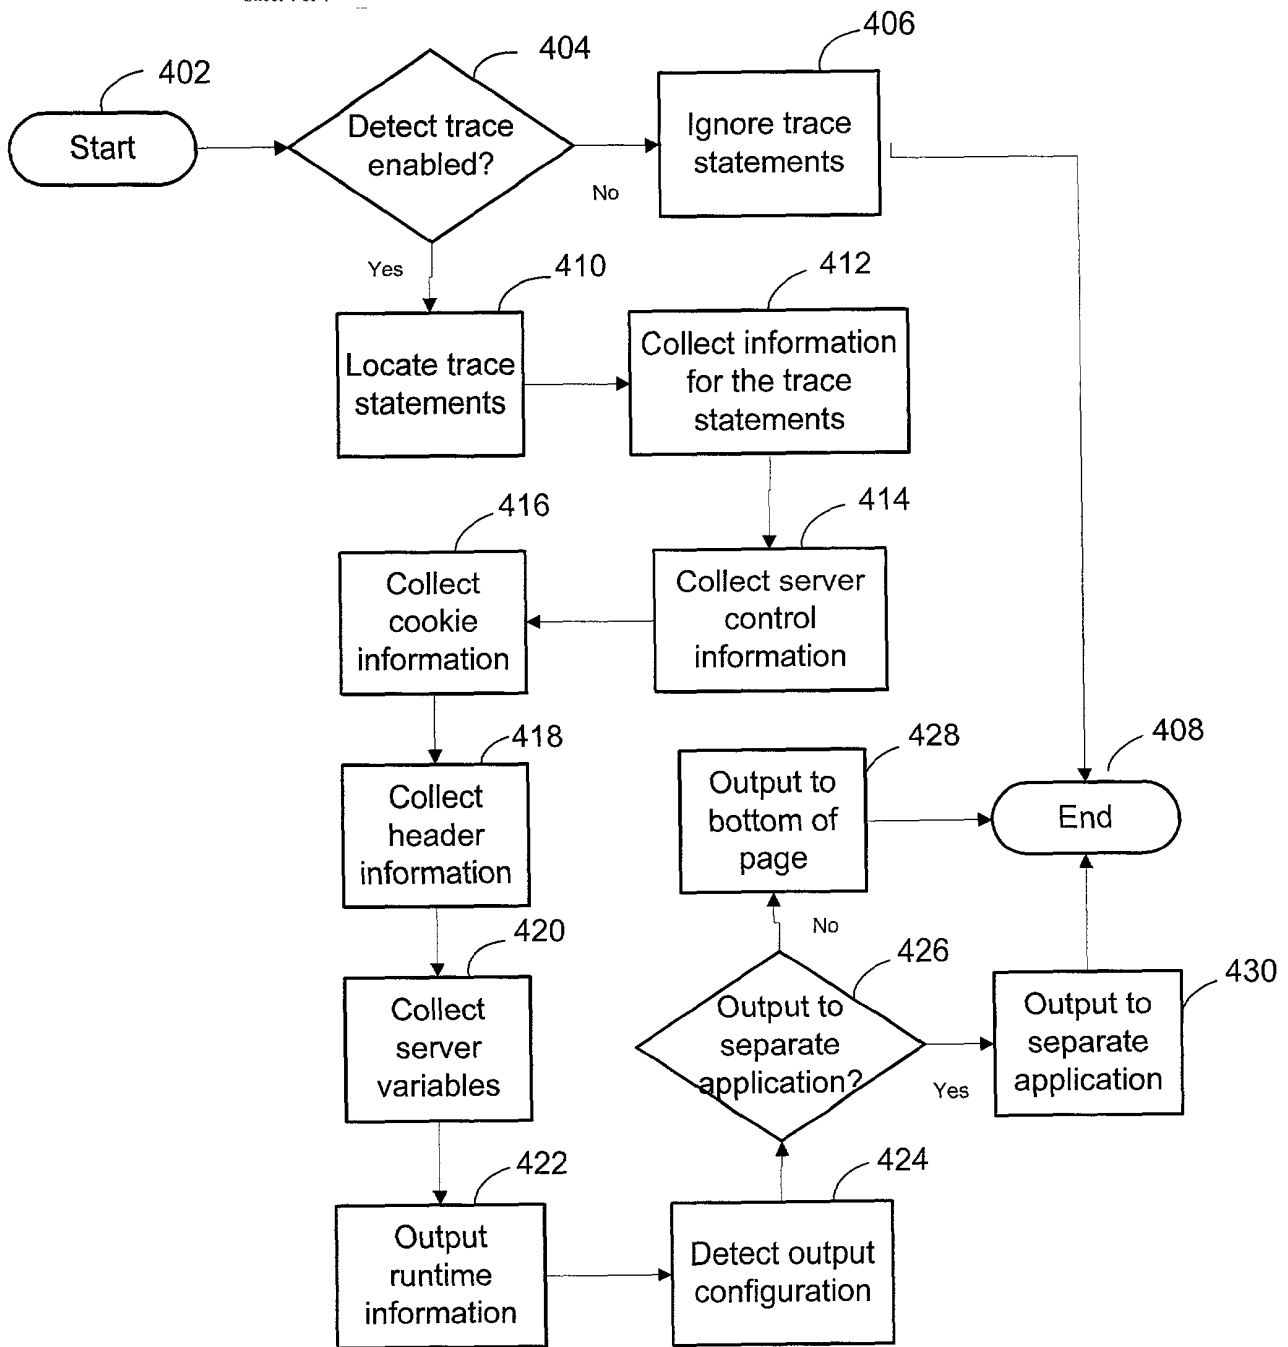 402
Start
404
Detect trace
enabled?
No
Yes
406
Ignore trace
statements
410
Locate trace
statements
412
Collect information
for the trace
statements
414
Collect server
control
information
416
Collect
cookie
information
418
Collect
header
information
420
Collect
server
variables
422
Output
runtime
information
424
Detect output
configuration
426
Output to
separate
application?
No
Yes
428
Output to
bottom of
page
430
Output to
separate
application
408
End